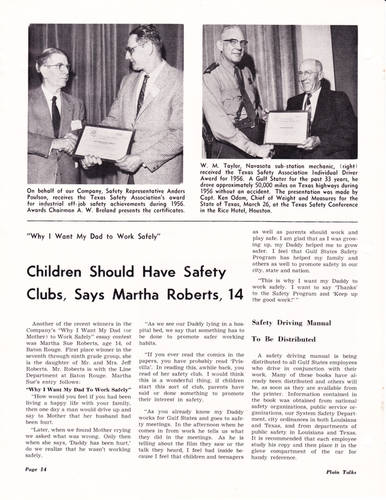 On behalf of our Company, Safety Representative Anders
Poulson, receives the Texas Safety Association's award
for industrial off-job safety achievements during 1956.
Awards Chairman A. W. Breland presents the certificates.
W. M. Taylor, Navasota sub-station mechanic, (right)
received the Texas Safety Association Individual Driver
Award for 1956. A Gulf Stater for the past 33 years, he
drove approximately 50,000 miles on Texas highways during
1956 without an accident. The presentation was made by
Capt. Ken Odom, Chief of Weight and Measures for the
State of Texas, March 26, at the Texas Safety Conference
in the Rice Hotel, Houston.
"Why I Want My Dad to Work Safely"
Children Should Have Safety
Clubs, Says Martha Roberts, 14
Another of the recent winners in the
Company's "Why I Want My Dad (or
Mother) to Work Safely" essay contest
was Martha Sue Roberts, age 14, of
Baton Rouge. First place winner in the
seventh through ninth grade group, she
is the daughter of Mr. and Mrs. Jeff
Roberts. Mr. Roberts is with the Line
Department at Baton Rouge. Martha
Sue's entry follows:
"Why I Want My Dad To Work Safely"
"How would you feel if you had been
living a happy life with your family,
then one day a man would drive up and
say to Mother that her husband had
been hurt.
"Later, when we found Mother crying
we asked what was wrong. Only then
when she says, 'Daddy has been hurt,'
do we realize that he wasn't working
safely.
"As we see our Daddy lying in a hos-
pital bed, we say that something has to
be done to promote safer working
habits.
"If you ever read the comics in the
papers, you have probably read 'Pris-
cilla'. In reading this, awhile back, you
read of her safety club. I would think
this is a wonderful thing; if children
start this sort of club, parents have
said or done something to promote
their interest in safety.
"As you already know my Daddy
works for Gulf States and goes to safe-
ty meetings. In the afternoon when he
comes in from work he tells us what
they did in the meetings. As he is
telling about the film they saw or the
talk they heard, I feel glad inside be-
cause I feel that children and teenagers
as well as parents should work and
play safe. I am glad that as I was grow-
ing up, my Daddy helped me to grow
safer. I feel that Gulf States Safety
Program has helped my family and
others as well to promote safety in our
city, state and nation.
"This is why I want my Daddy to
work safely. I want to say 'Thanks'
to the Safety Program and 'Keep up
the good work.' "
Safety Driving Manual
To Be Distributed
A safety driving manual is being
distributed to all Gulf States employees
who drive in conjunction with their
work. Many of these books have al-
ready been distributed and others will
be, as soon as they are available from
the printer. Information contained in
the book was obtained from national
safety organizations, public service or-
ganizations, our System Safety Depart-
ment, city ordinances in both Louisiana
and Texas, and from departments of
public safety in Louisiana and Texas.
It is recommended that each employee
study his copy and then place it in the
glove compartment of the car for
handy reference.
Page 14
Plain Talks